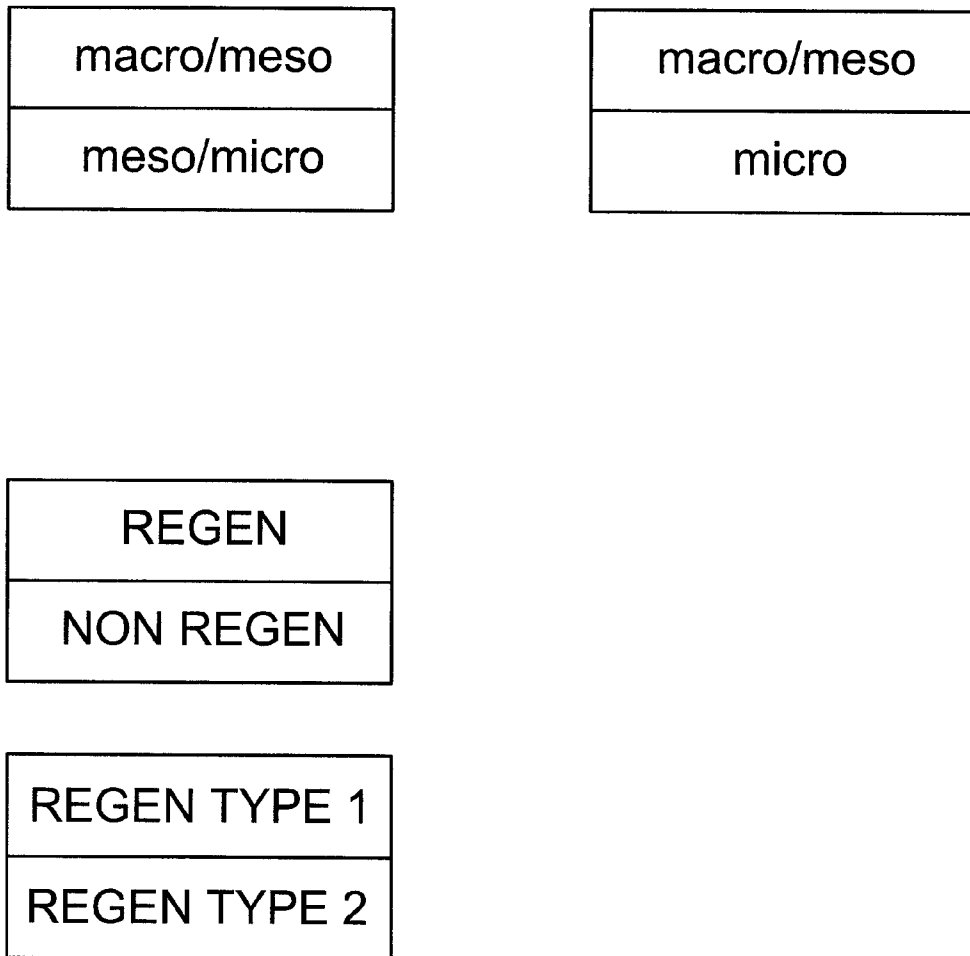 macro/meso
meso/micro
macro/meso
micro
REGEN
NON REGEN
REGEN TYPE 1
REGEN TYPE 2